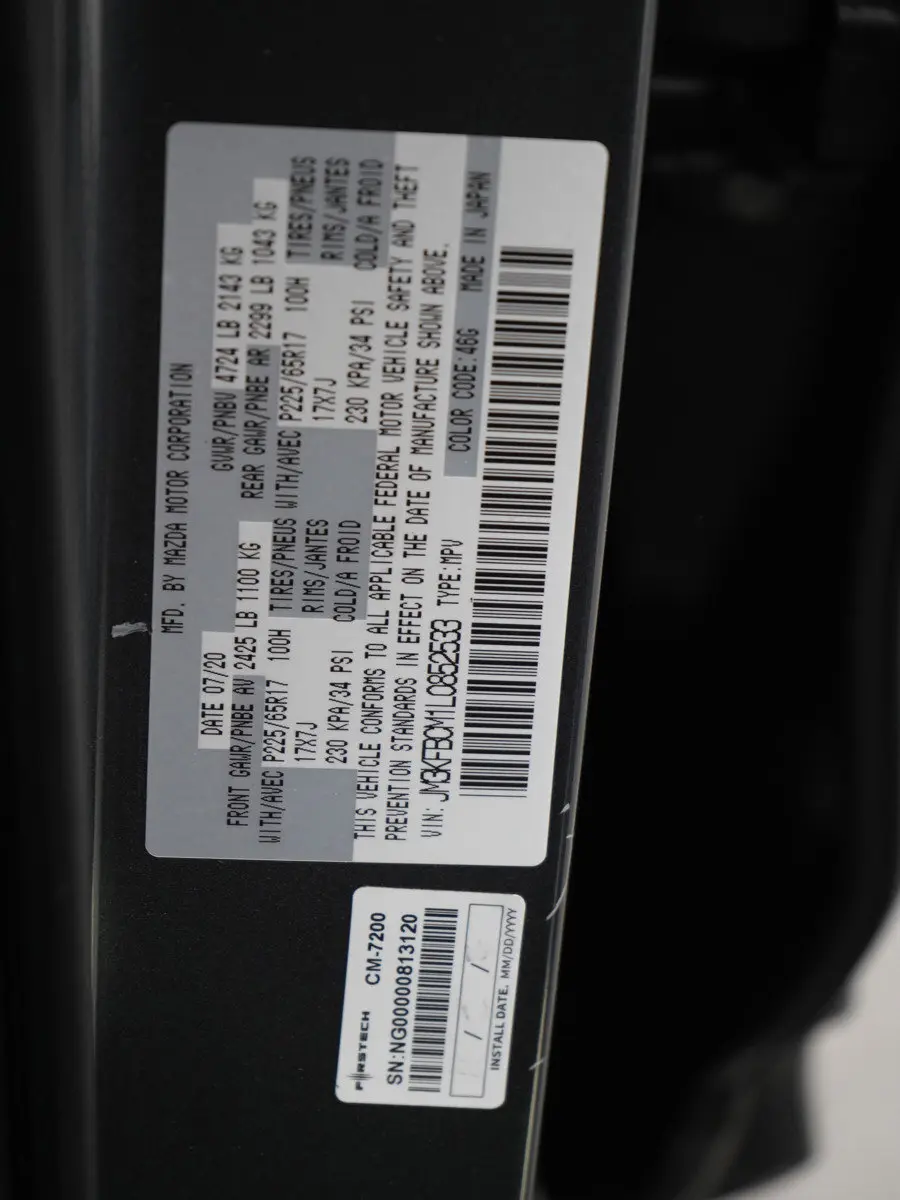 MFD. BY MAZDA MOTOR CORPORATION
DATE 07/20 GVWR/PNBV 4724 LB 2143 KG
FRONT GAWR/PNBE AV 2425 LB 1100 KG REAR GAWR/PNBE AR 2299 LB 1043 KG
WITH/AVEC P225/65R17 100H TIRES/PNEUS WITH/AVEC P225/65R17 100H TIRES/PNEUS
17X7J RIMS/JANTES 17X7J RIMS/JANTES
230 KPA/34 PSI COLD/A FROID 230 KPA/34 PSI COLD/A FROID
THIS VEHICLE CONFORMS TO ALL APPLICABLE FEDERAL MOTOR VEHICLE SAFETY AND THEFT
PREVENTION STANDARDS IN EFFECT ON THE DATE OF MANUFACTURE SHOWN ABOVE.
VIN: JM3KFBCM1L0852533 TYPE:MPV COLOR CODE:46G MADE IN JAPAN
FIRSTECH CM-7200
SN:NG00000813120
/ /
INSTALL DATE. MM/DD/YYYY